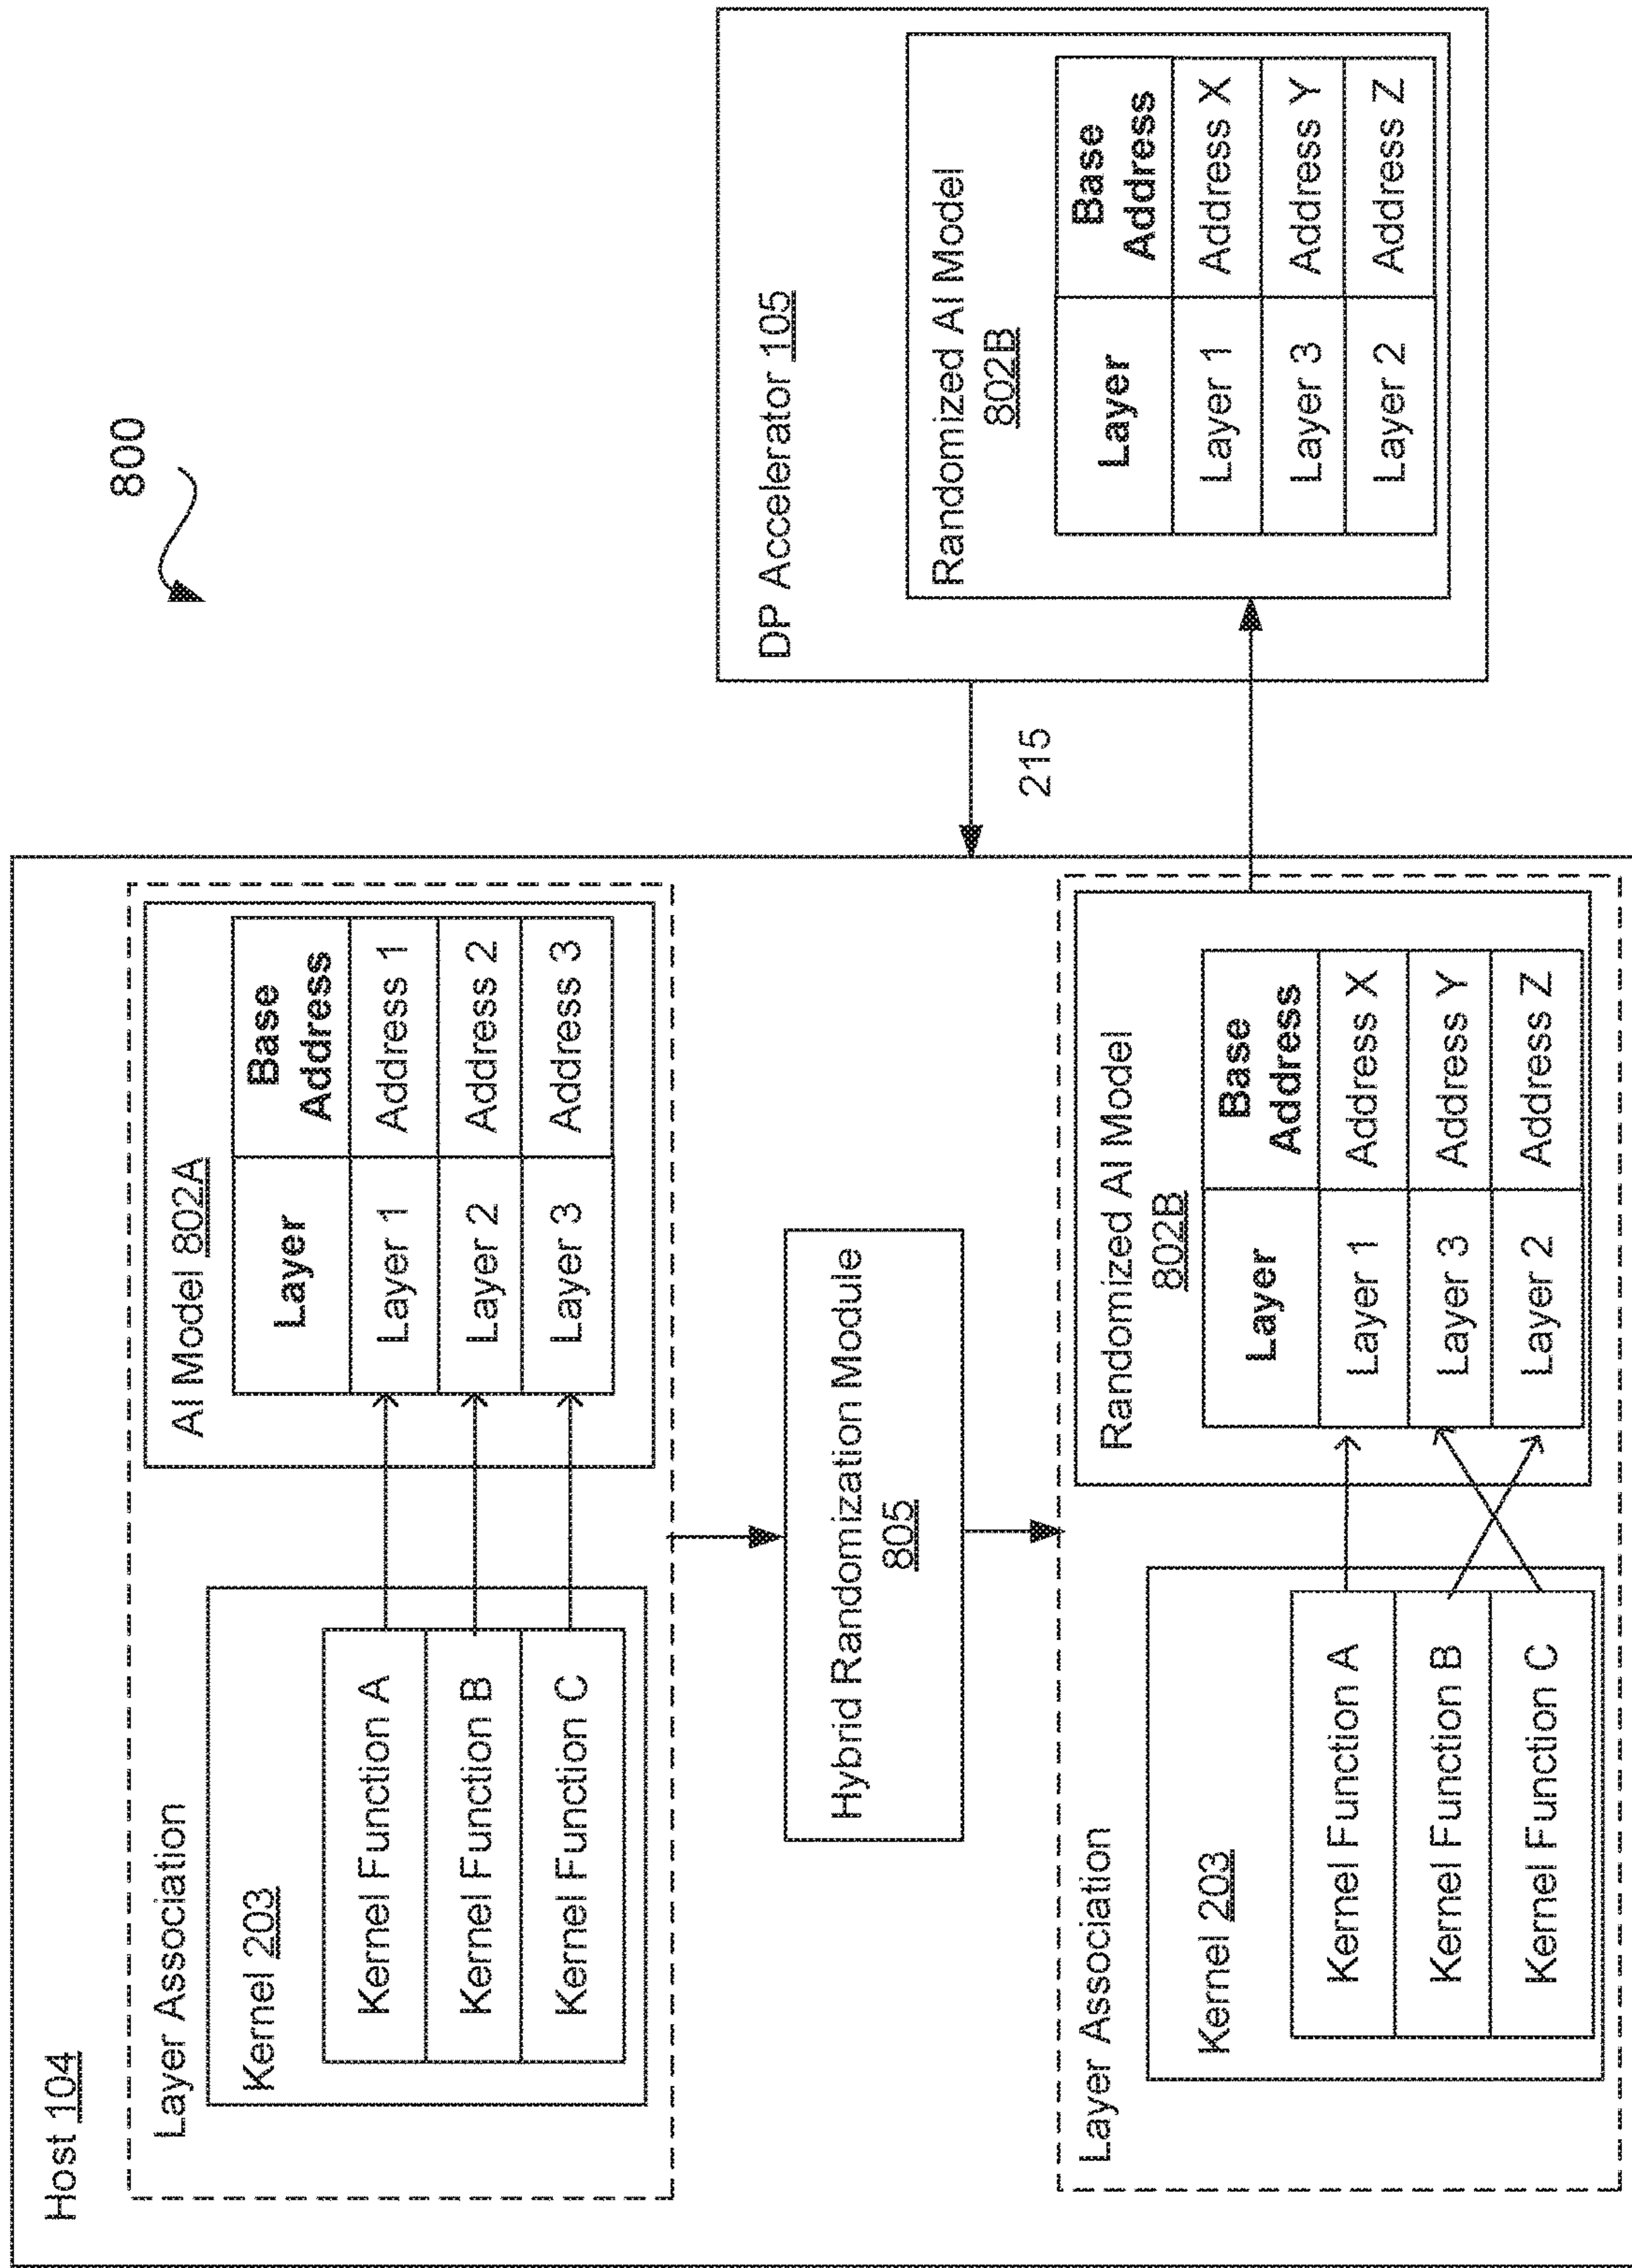 800
Host 104
Layer Association
Kernel 203
Kernel Function A
Kernel Function B
Kernel Function C
AI Model 802A
Layer
Base
Address
Layer 1
Address 1
Layer 2
Address 2
Layer 3
Address 3
Hybrid Randomization Module
805
Layer Association
Kernel 203
Kernel Function A
Kernel Function B
Kernel Function C
Randomized AI Model
802B
Layer
Base
Address
Layer 1
Address X
Layer 3
Address Y
Layer 2
Address Z
215
DP Accelerator 105
Randomized AI Model
802B
Layer
Base
Address
Layer 1
Address X
Layer 3
Address Y
Layer 2
Address Z